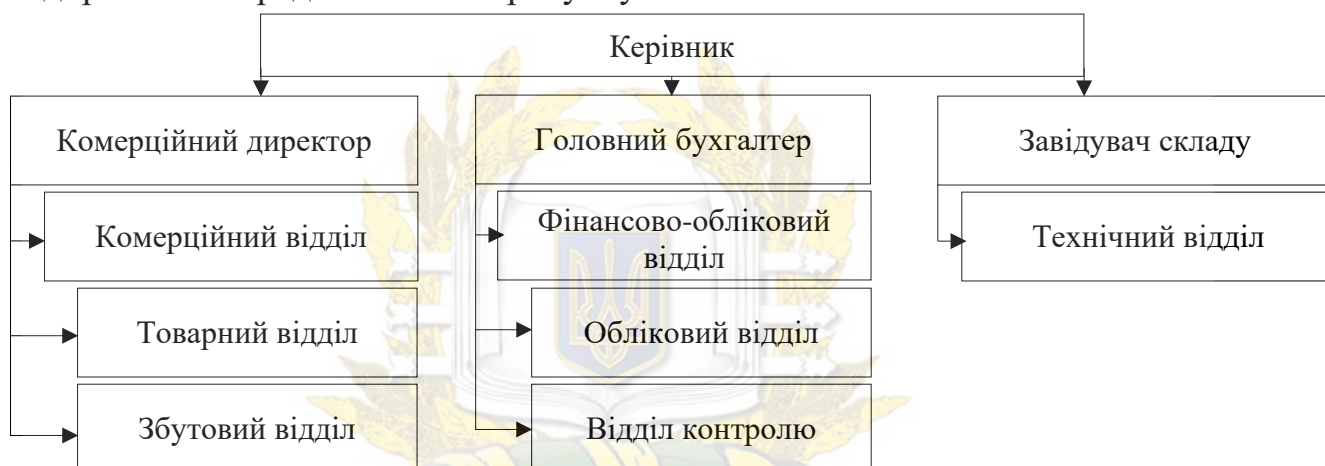 Керівник
Комерційний директор
Головний бухгалтер
Завідувач складу
Комерційний відділ
Фінансово-обліковий
відділ
Технічний відділ
Товарний відділ
Обліковий відділ
Збутовий відділ
Відділ контролю